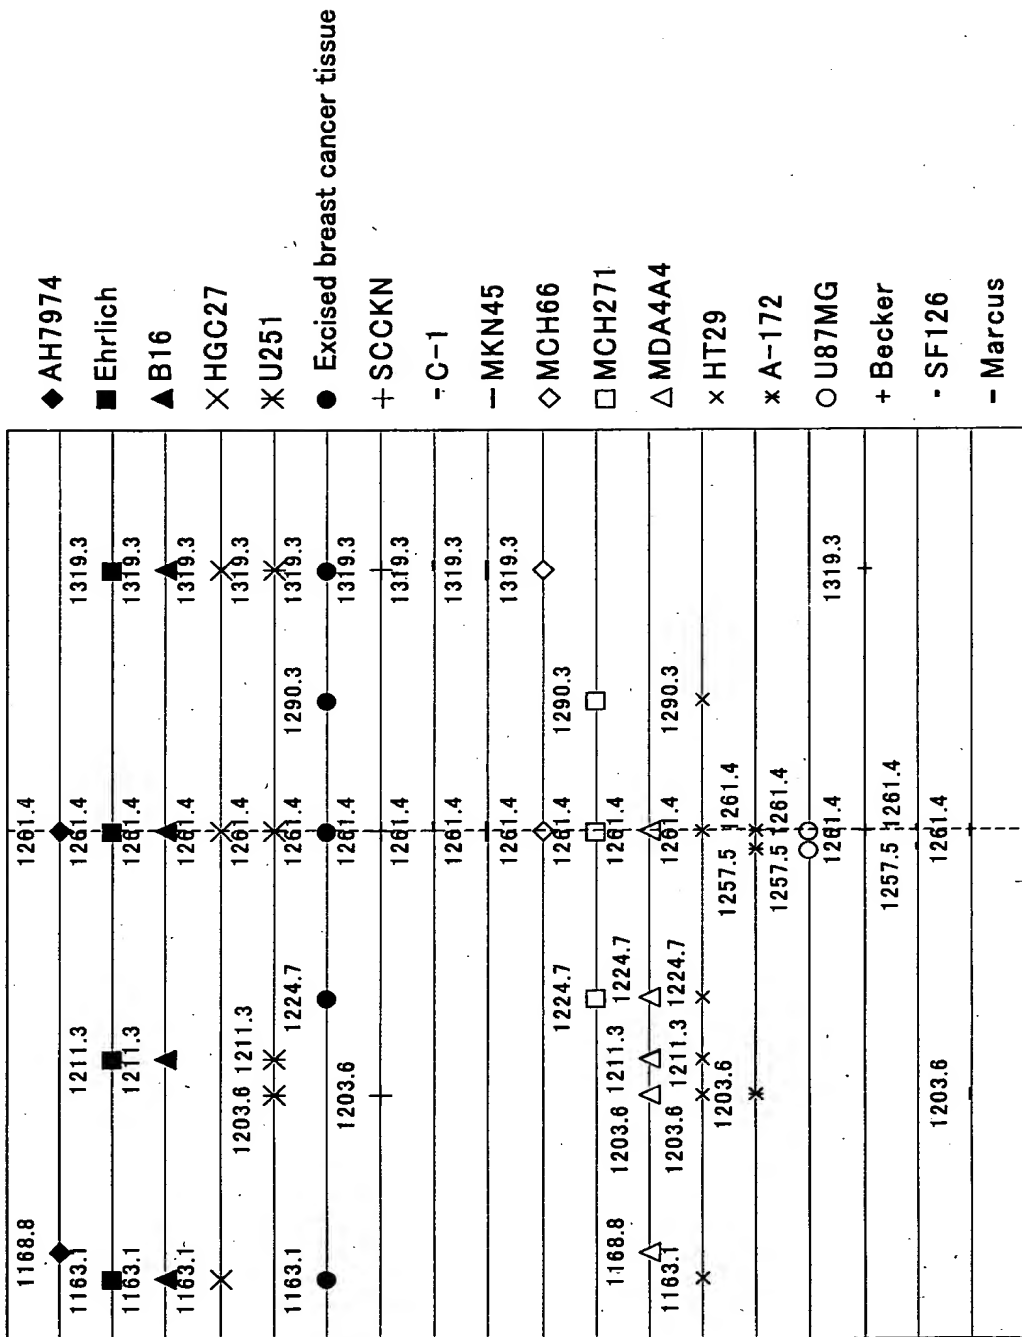 1168.8 1261.4 AH7974
1163.1 1211.3 1261.4 1319.3 Ehrlich
1163.1 1211.3 1261.4 1319.3 B16
1163.1 1261.4 1319.3 HGC27
1203.6 1211.3 1261.4 1319.3 U251
1163.1 1224.7 1261.4 1290.3 1319.3 Excised breast cancer tissue
1203.6 1261.4 1319.3 SCCKN
1261.4 1319.3 C-1
1261.4 1319.3 MKN45
1261.4 1319.3 MCH66
1224.7 1261.4 1290.3 MCH271
1168.8 1203.6 1211.3 1224.7 1261.4 MDA4A4
1163.1 1203.6 1211.3 1224.7 1261.4 1290.3 HT29
1203.6 1257.5 1261.4 A-172
1257.5 1261.4 U87MG
1261.4 1319.3 Becker
1257.5 1261.4 SF126
1203.6 1261.4 Marcus